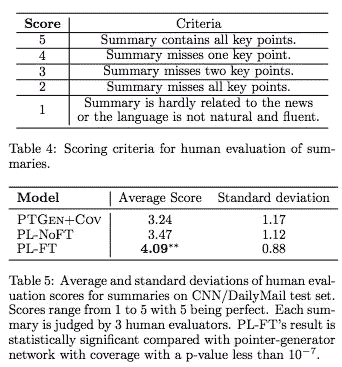 Score Criteria
5 Summary contains all key points.
4 Summary misses one key point.
3 Summary misses two key points.
2 Summary misses all key points.
1 Summary is hardly related to the news
or the language is not natural and fluent.
Table 4: Scoring criteria for human evaluation of sum-
maries.
Model Average Score Standard deviation
PTGEN+COV 3.24 1.17
PL-NOFT 3.47 1.12
PL-FT 4.09** 0.88
Table 5: Average and standard deviations of human eval-
uation scores for summaries on CNN/DailyMail test set.
Scores range from 1 to 5 with 5 being perfect. Each sum-
mary is judged by 3 human evaluators. PL-FT's result is
statistically significant compared with pointer-generator
network with coverage with a p-value less than 10⁻⁷.